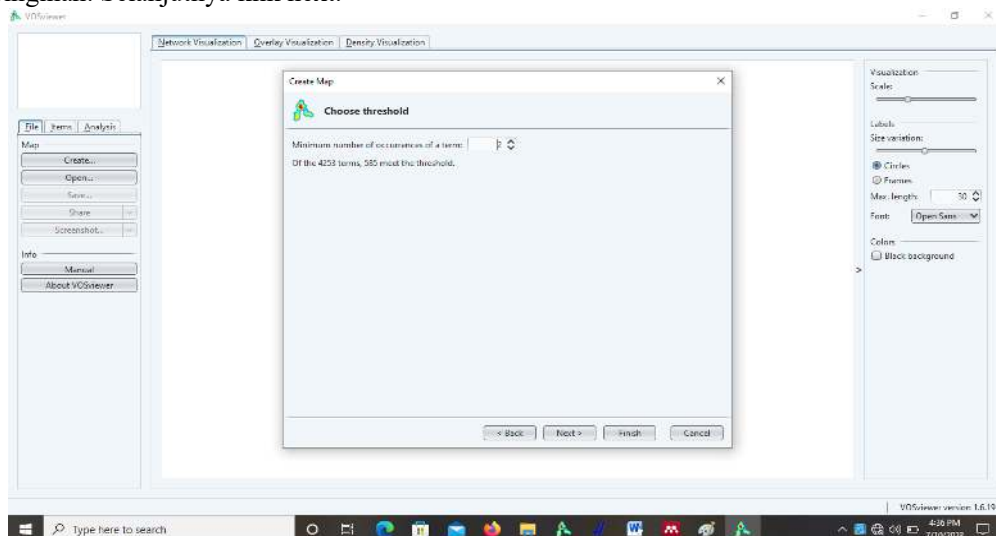 VOSviewer
Network Visualization Overlay Visualization Density Visualization
File Items Analysis
Map
Create...
Open...
Save...
Share
Screenshot...
Info
Manual
About VOSviewer
Create Map
Choose threshold
Minimum number of occurrences of a term: 2
Of the 4253 terms, 585 meet the threshold.
< Back Next > Finish Cancel
Visualization
Scale:
Labels
Size variation:
Circles
Frames
Max. length: 30
Font: Open Sans
Colors
Black background
>
VOSviewer version 1.6.19
Type here to search
4:36 PM